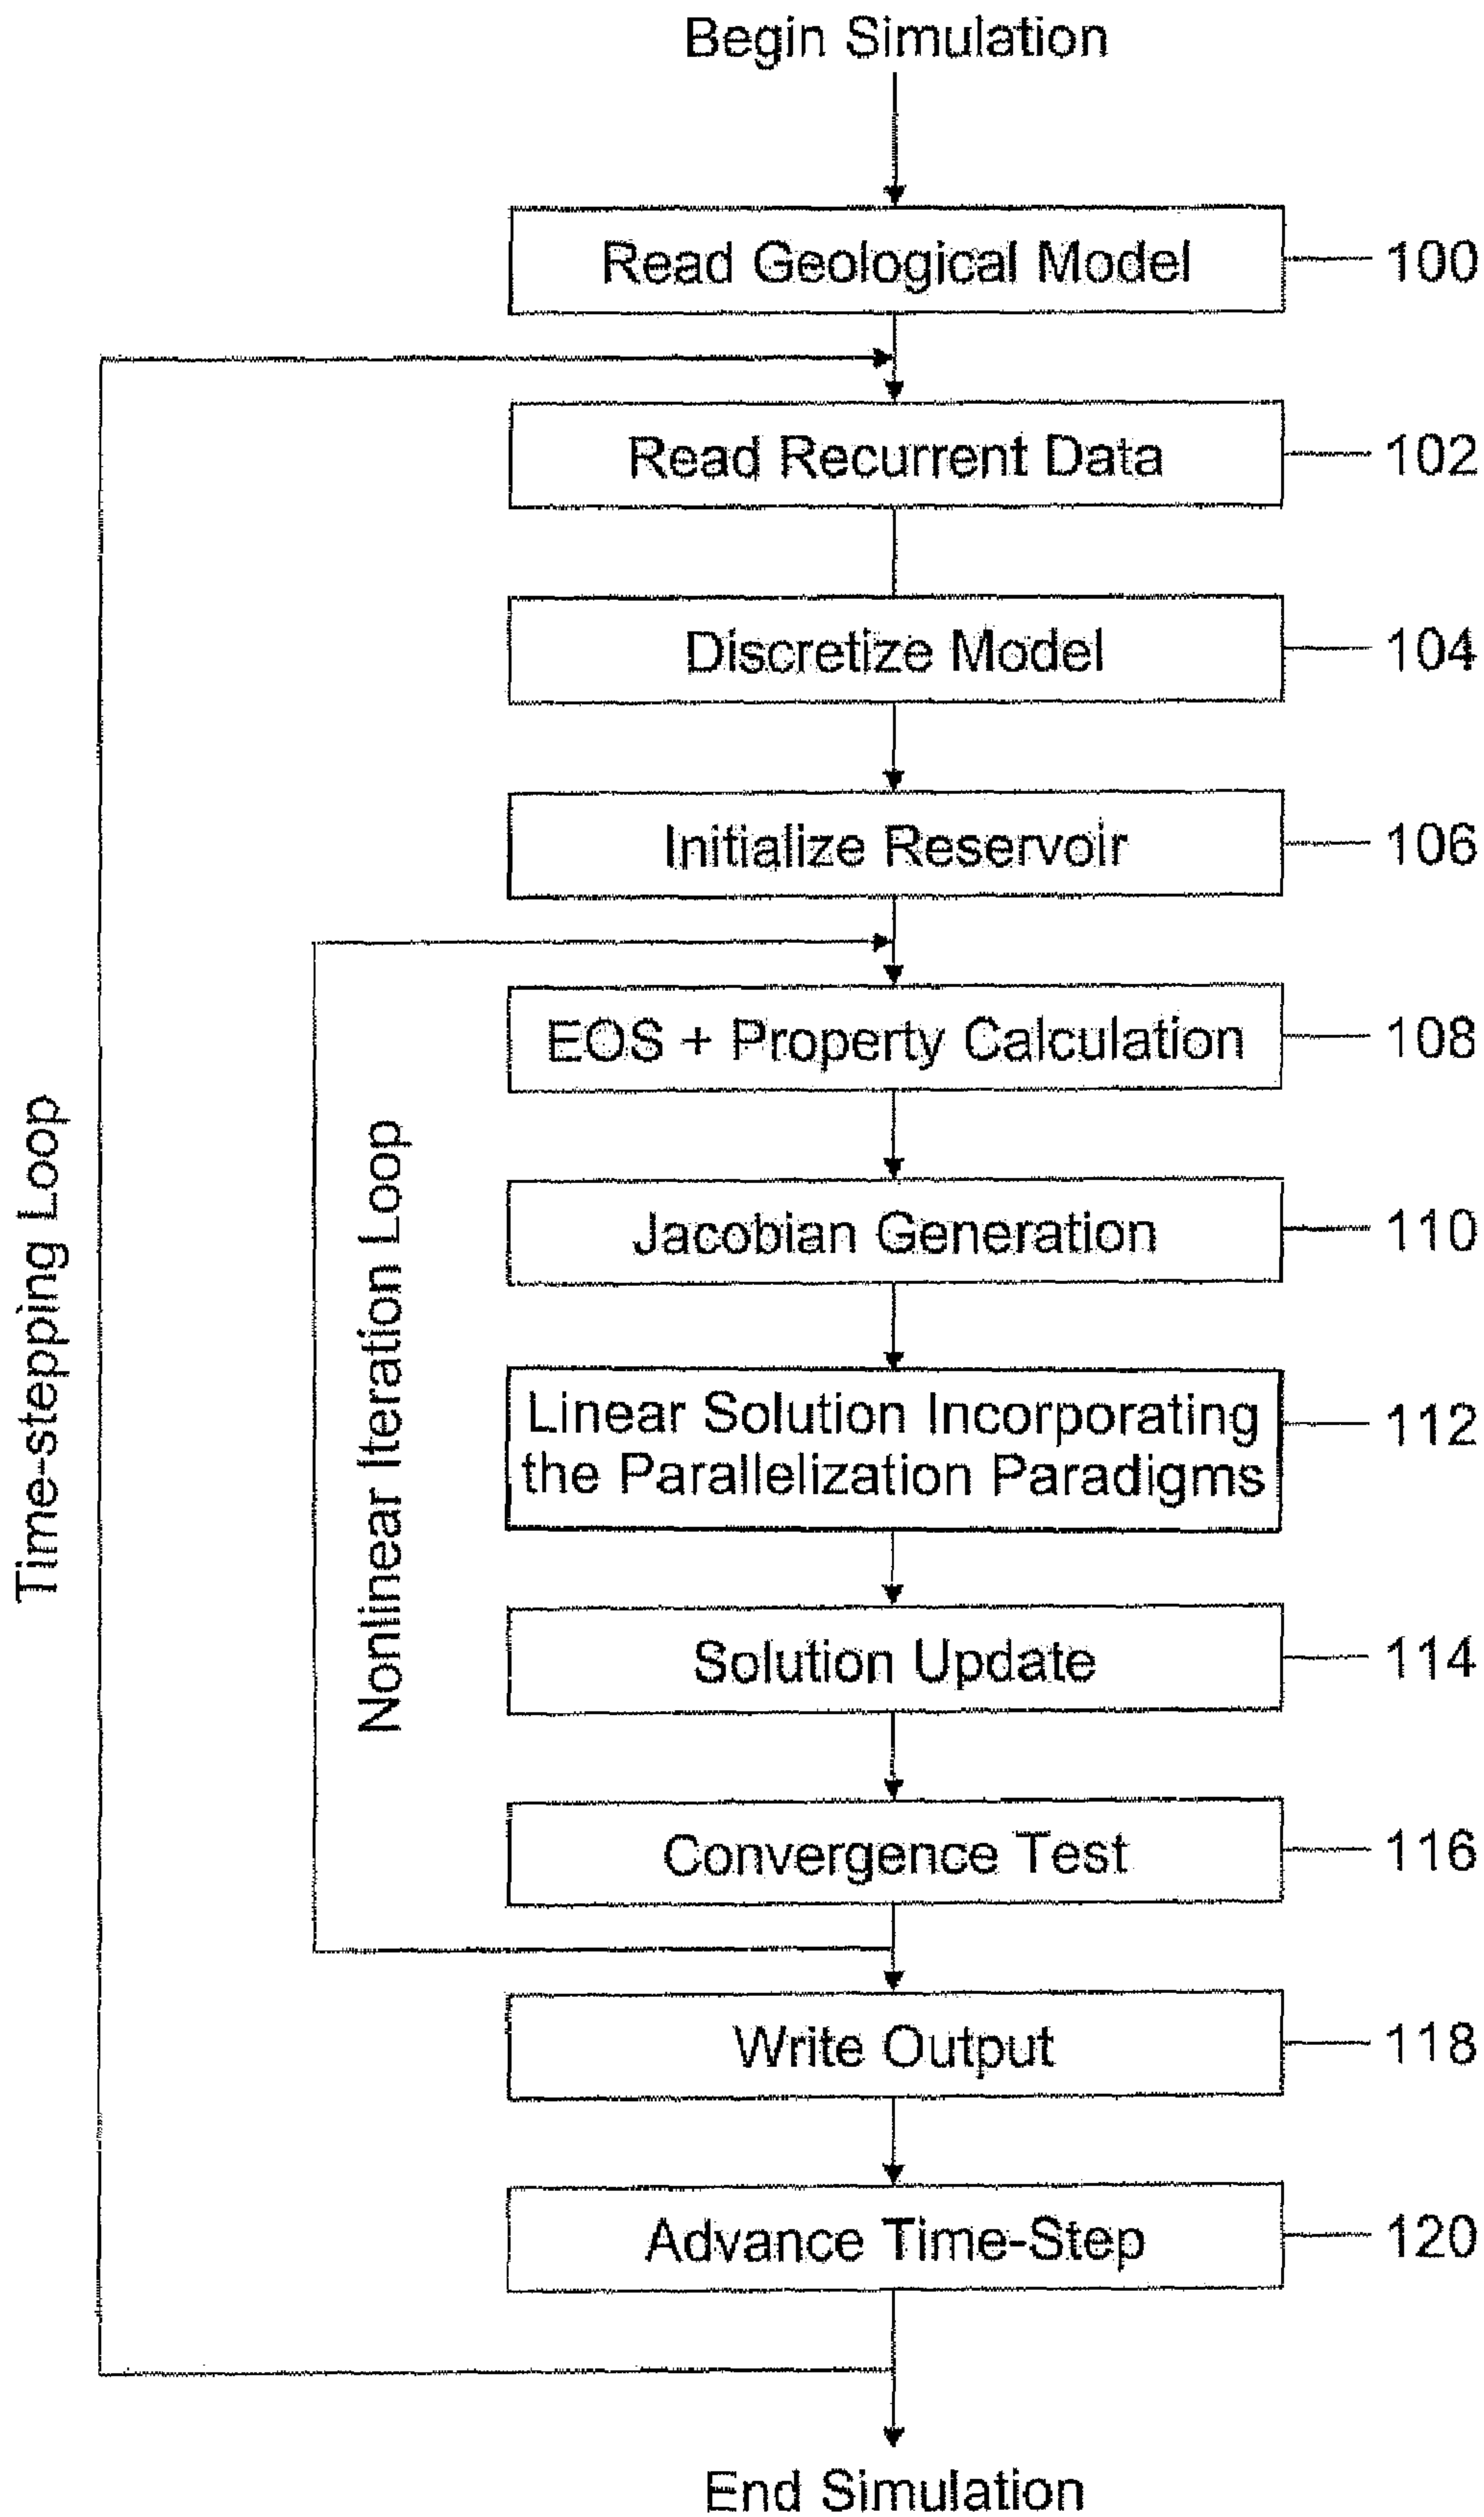 Begin Simulation
Read Geological Model
100
Read Recurrent Data
102
Discretize Model
104
Initialize Reservoir
106
EOS + Property Calculation
108
Jacobian Generation
110
Linear Solution Incorporating
the Parallelization Paradigms
112
Solution Update
114
Convergence Test
116
Write Output
118
Advance Time-Step
120
End Simulation
Time-stepping Loop
Nonlinear Iteration Loop